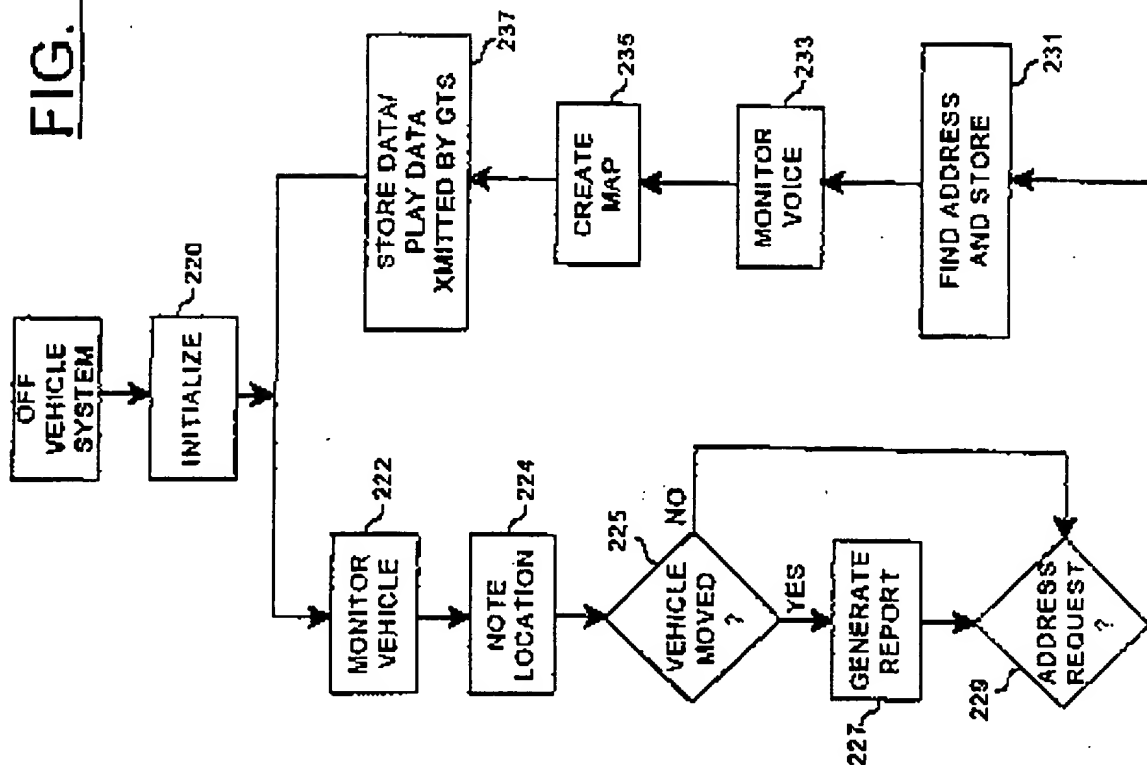 FIG.
OFF
VEHICLE
SYSTEM
220
INITIALIZE
222
MONITOR
VEHICLE
224
NOTE
LOCATION
225
VEHICLE
MOVED
?
NO
YES
GENERATE
REPORT
227
ADDRESS
REQUEST
?
229
237
STORE DATA/
PLAY DATA
XMITTED BY GTS
235
CREATE
MAP
233
MONITOR
VOICE
231
FIND ADDRESS
AND STORE